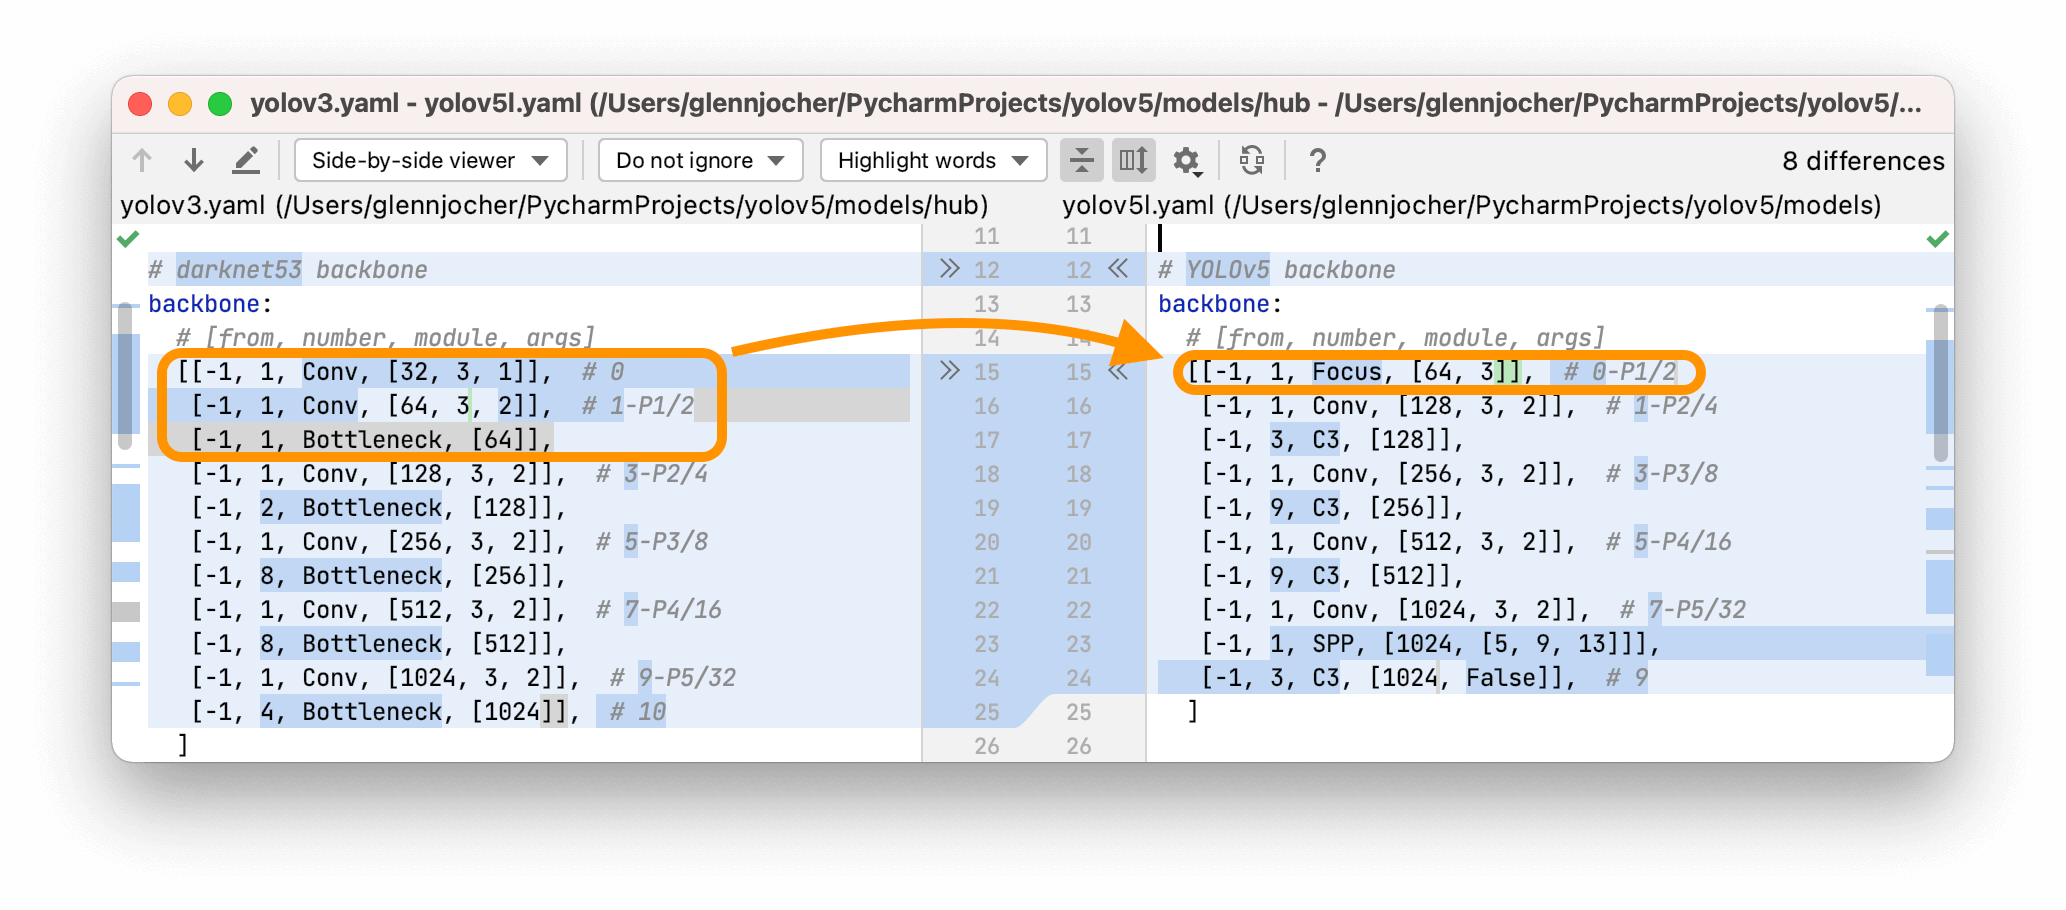 yolov3.yaml - yolov5l.yaml (/Users/glennjocher/PycharmProjects/yolov5/models/hub - /Users/glennjocher/PycharmProjects/yolov5/...
Side-by-side viewer
Do not ignore
Highlight words
?
8 differences
yolov3.yaml (/Users/glennjocher/PycharmProjects/yolov5/models/hub)
yolov5l.yaml (/Users/glennjocher/PycharmProjects/yolov5/models)
11 11
# darknet53 backbone >> 12 12 << # YOLOv5 backbone
backbone: 13 13 backbone:
# [from, number, module, args] 14 14 # [from, number, module, args]
[[-1, 1, Conv, [32, 3, 1]], # 0 >> 15 15 << [[-1, 1, Focus, [64, 3]], # 0-P1/2
[-1, 1, Conv, [64, 3, 2]], # 1-P1/2 16 16 [-1, 1, Conv, [128, 3, 2]], # 1-P2/4
[-1, 1, Bottleneck, [64]], 17 17 [-1, 3, C3, [128]],
[-1, 1, Conv, [128, 3, 2]], # 3-P2/4 18 18 [-1, 1, Conv, [256, 3, 2]], # 3-P3/8
[-1, 2, Bottleneck, [128]], 19 19 [-1, 9, C3, [256]],
[-1, 1, Conv, [256, 3, 2]], # 5-P3/8 20 20 [-1, 1, Conv, [512, 3, 2]], # 5-P4/16
[-1, 8, Bottleneck, [256]], 21 21 [-1, 9, C3, [512]],
[-1, 1, Conv, [512, 3, 2]], # 7-P4/16 22 22 [-1, 1, Conv, [1024, 3, 2]], # 7-P5/32
[-1, 8, Bottleneck, [512]], 23 23 [-1, 1, SPP, [1024, [5, 9, 13]]],
[-1, 1, Conv, [1024, 3, 2]], # 9-P5/32 24 24 [-1, 3, C3, [1024, False]], # 9
[-1, 4, Bottleneck, [1024]], # 10 25 25 ]
] 26 26